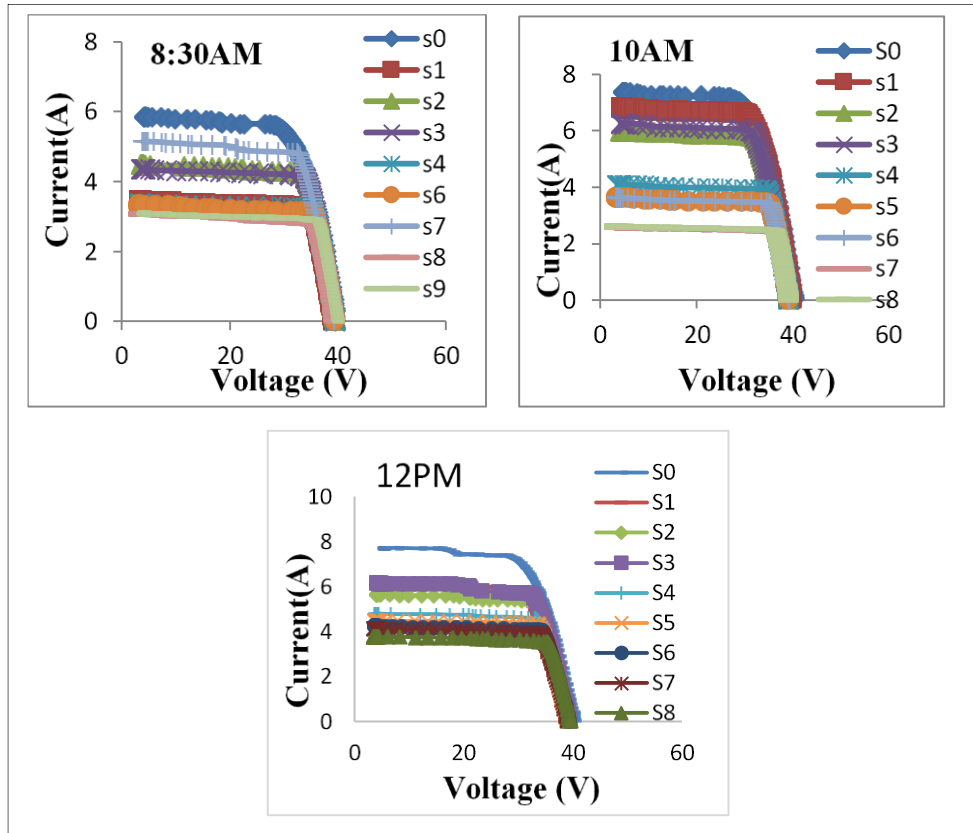 8:30AM
8
6
4
2
0
0 20 40 60
Current(A)
Voltage (V)
s0
s1
s2
s3
s4
s6
s7
s8
s9
10AM
8
6
4
2
0
0 20 40 60
Current(A)
Voltage (V)
S0
s1
s2
s3
s4
s5
s6
s7
s8
12PM
10
8
6
4
2
0
0 20 40 60
Current(A)
Voltage (V)
S0
S1
S2
S3
S4
S5
S6
S7
S8